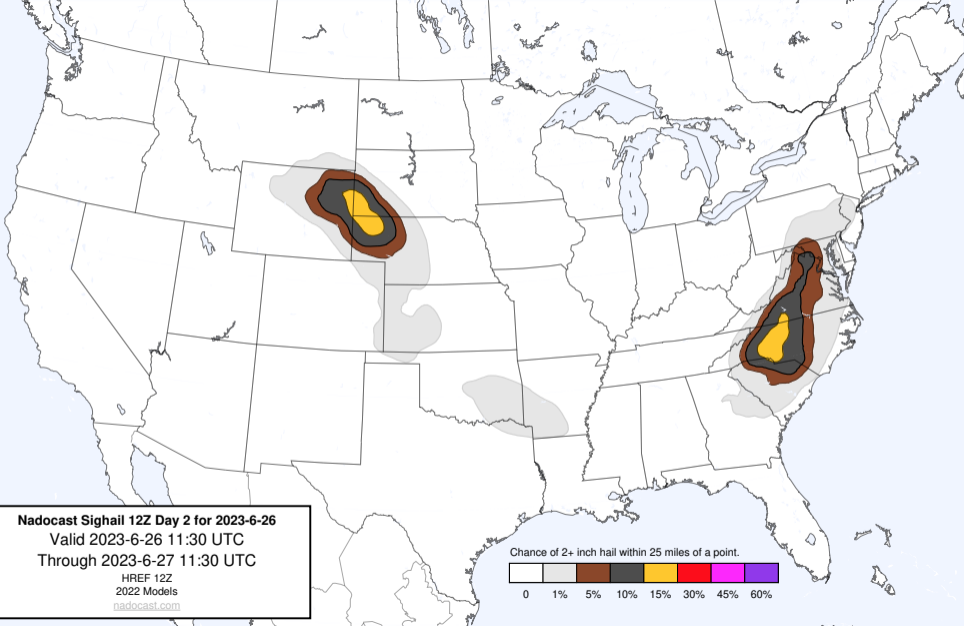 Nadocast Sighail 12Z Day 2 for 2023-6-26
Valid 2023-6-26 11:30 UTC
Through 2023-6-27 11:30 UTC
HREF 12Z
2022 Models
nadocast.com
Chance of 2+ inch hail within 25 miles of a point.
0 1% 5% 10% 15% 30% 45% 60%